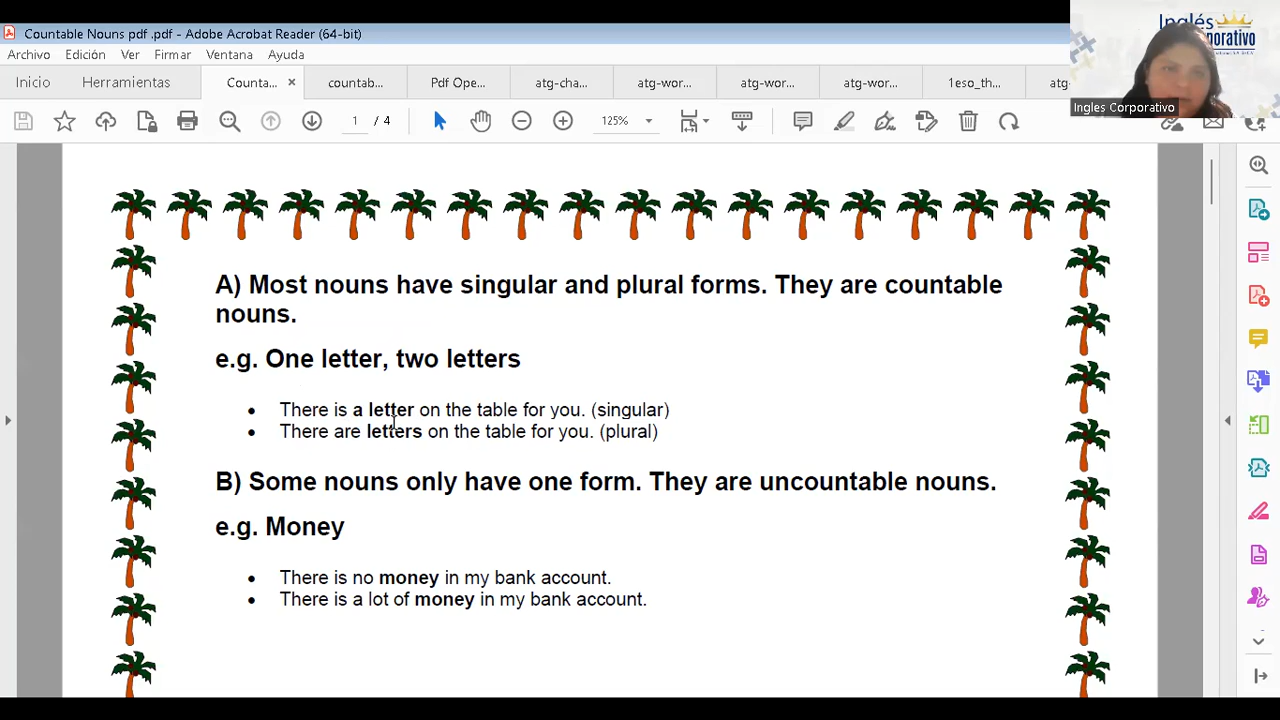 Countable Nouns pdf .pdf - Adobe Acrobat Reader (64-bit)
Archivo Edición Ver Firmar Ventana Ayuda
Inicio Herramientas Counta... × countab... Pdf Ope... atg-cha... atg-wor... atg-wor... atg-wor... 1eso_th... atg
1 / 4 125%
Inglés
orporativo
Ingles Corporativo
A) Most nouns have singular and plural forms. They are countable
nouns.
e.g. One letter, two letters
• There is a letter on the table for you. (singular)
• There are letters on the table for you. (plural)
B) Some nouns only have one form. They are uncountable nouns.
e.g. Money
• There is no money in my bank account.
• There is a lot of money in my bank account.